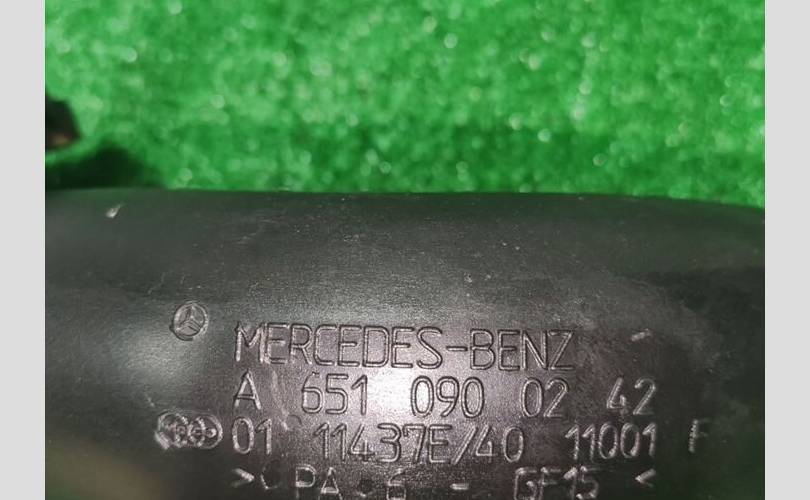 MERCEDES-BENZ
A 651 090 02 42
01 11437E/40 11001 F
> PA 6 - GF15 <